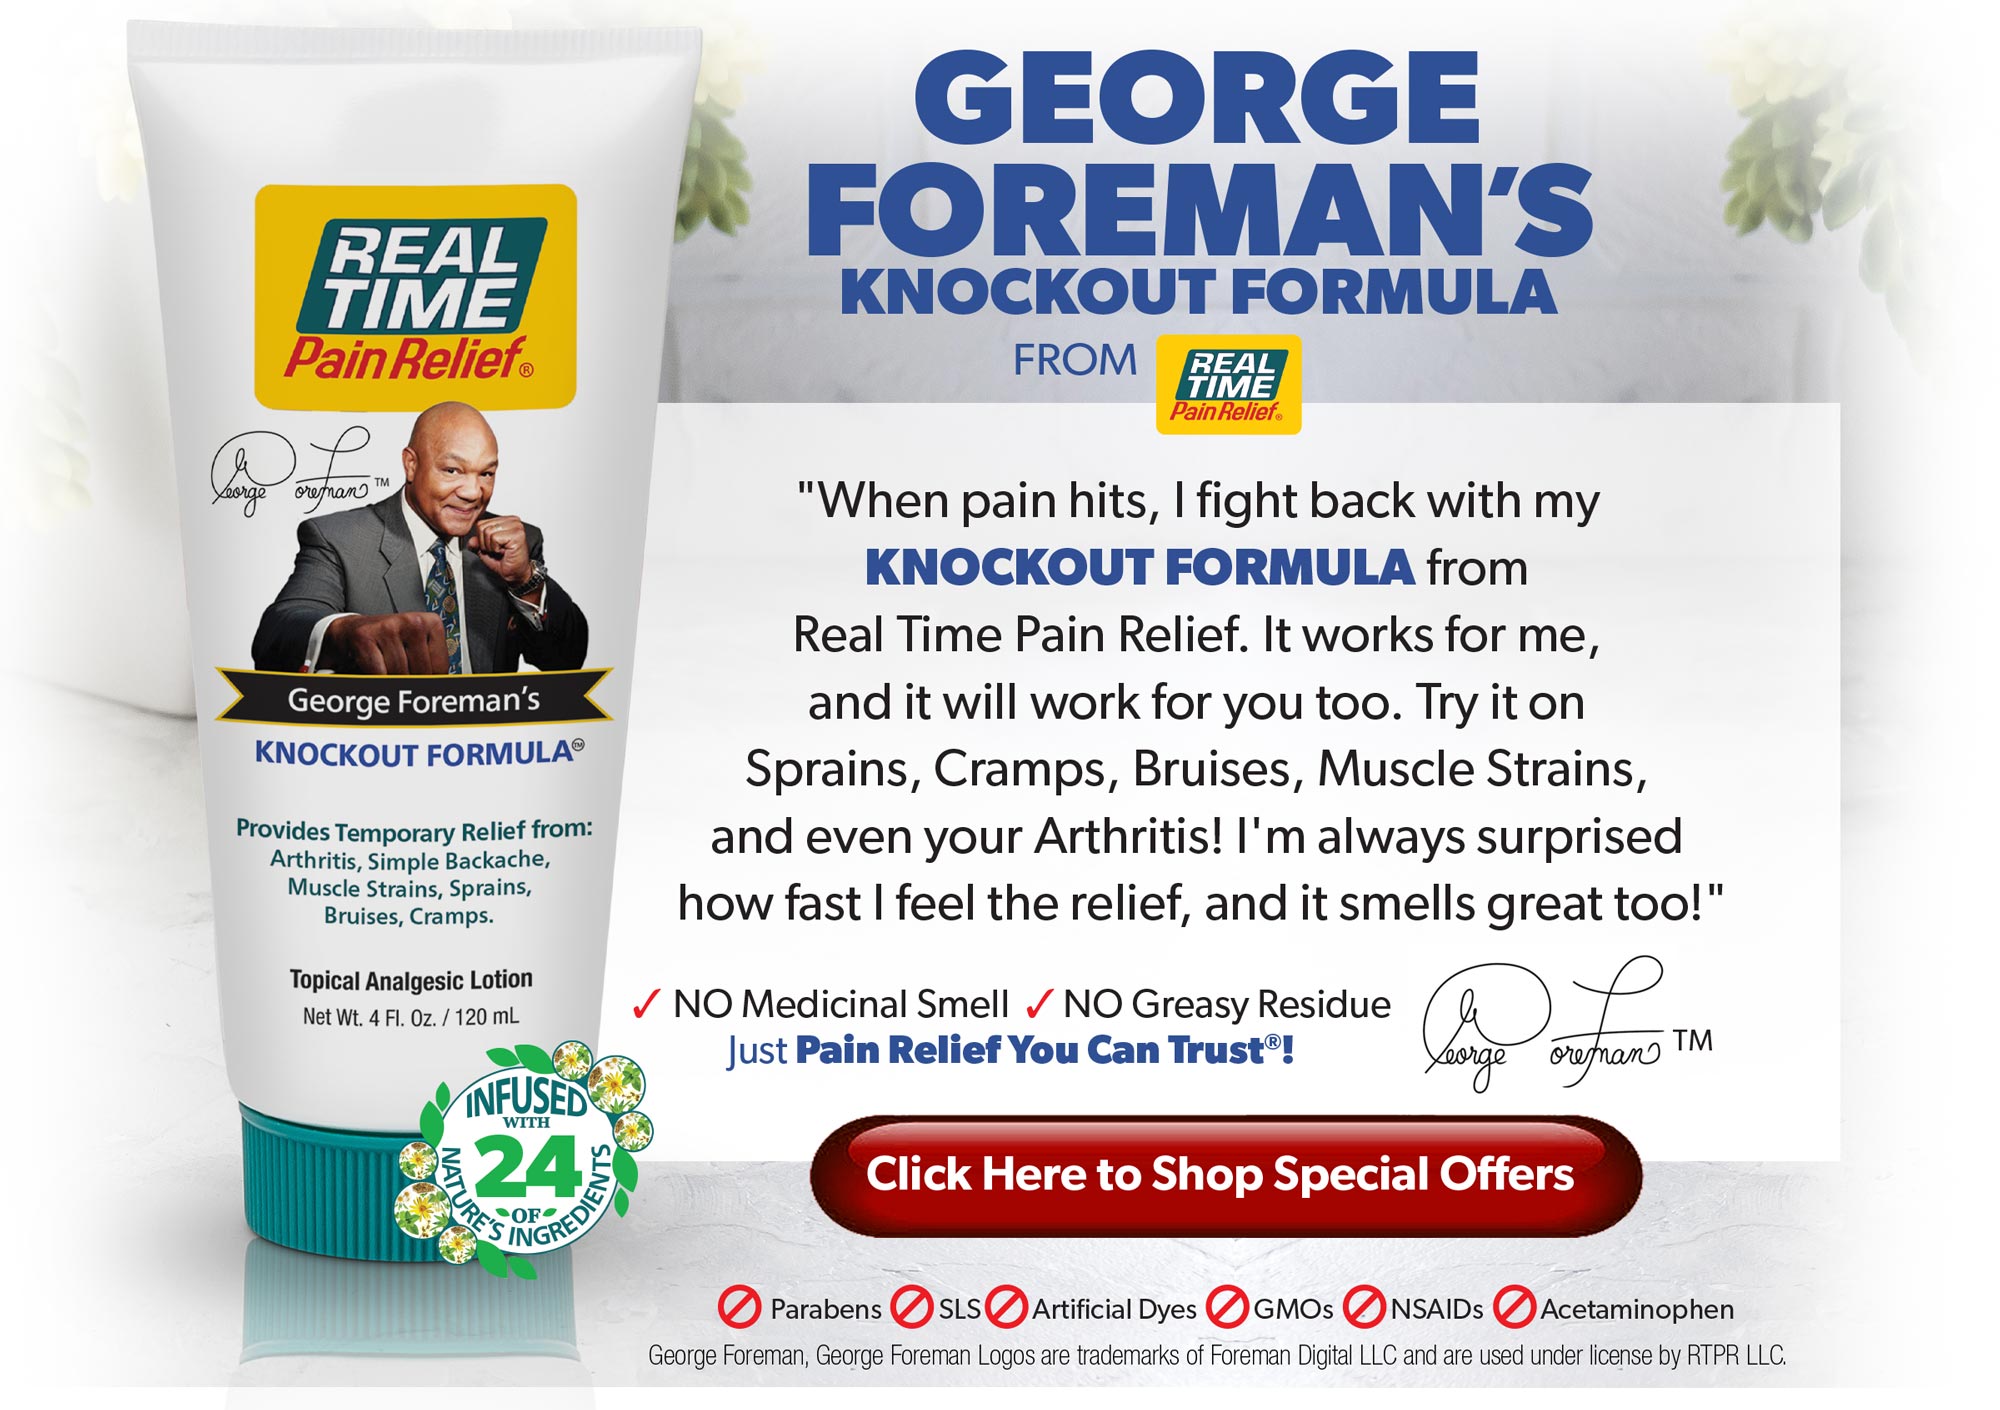 REAL
TIME
Pain Relief®
George Foreman™
George Foreman's
KNOCKOUT FORMULA™
Provides Temporary Relief from:
Arthritis, Simple Backache,
Muscle Strains, Sprains,
Bruises, Cramps.
Topical Analgesic Lotion
Net Wt. 4 Fl. Oz. / 120 mL
INFUSED
WITH
24
OF
NATURE'S INGREDIENTS
GEORGE
FOREMAN'S
KNOCKOUT FORMULA
FROM
REAL
TIME
Pain Relief®
"When pain hits, I fight back with my
KNOCKOUT FORMULA from
Real Time Pain Relief. It works for me,
and it will work for you too. Try it on
Sprains, Cramps, Bruises, Muscle Strains,
and even your Arthritis! I'm always surprised
how fast I feel the relief, and it smells great too!"
✓ NO Medicinal Smell ✓ NO Greasy Residue
Just Pain Relief You Can Trust®!
George Foreman TM
Click Here to Shop Special Offers
Parabens SLS Artificial Dyes GMOs NSAIDs Acetaminophen
George Foreman, George Foreman Logos are trademarks of Foreman Digital LLC and are used under license by RTPR LLC.